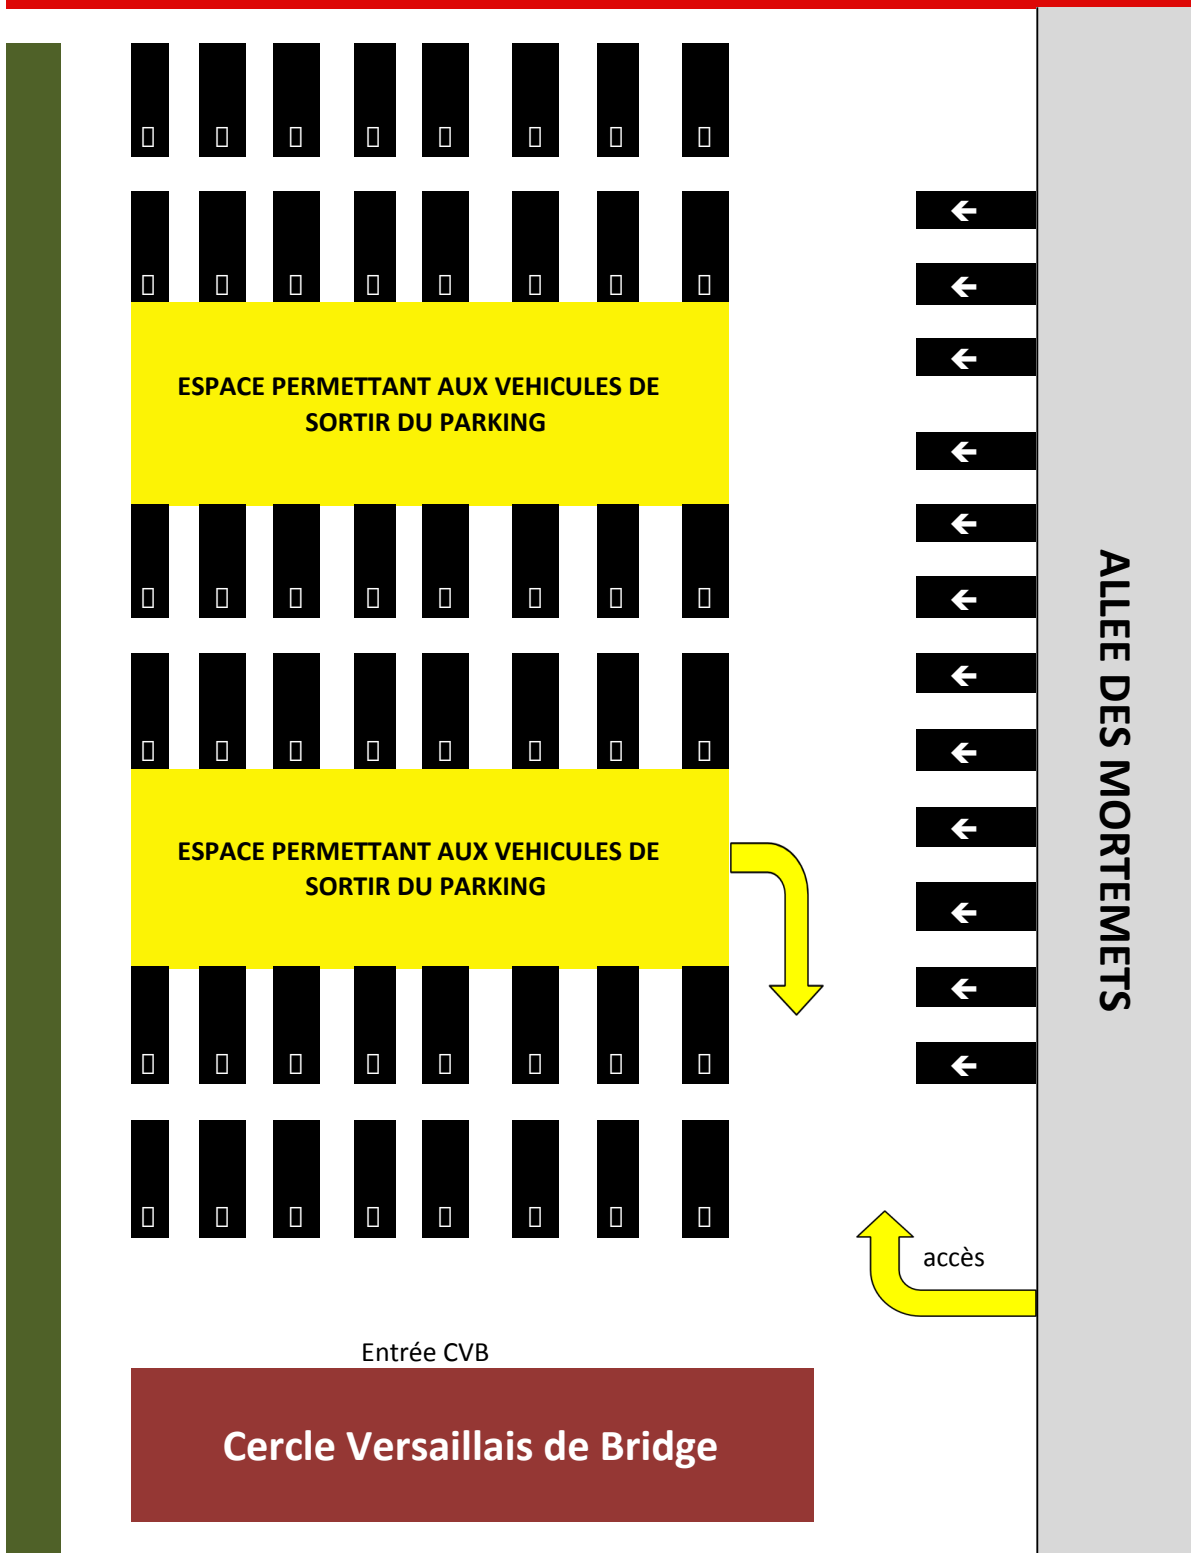 ESPACE PERMETTANT AUX VEHICULES DE
SORTIR DU PARKING
ESPACE PERMETTANT AUX VEHICULES DE
SORTIR DU PARKING
ALLEE DES MORTEMETS
accès
Entrée CVB
Cercle Versaillais de Bridge